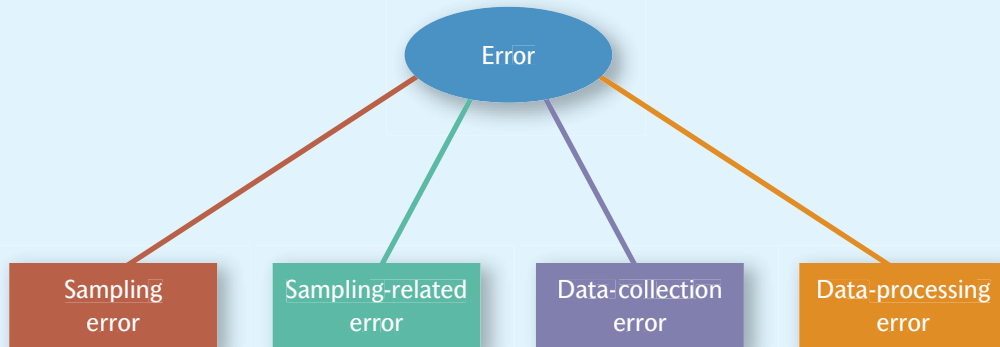 Error
Sampling
error
Sampling-related
error
Data-collection
error
Data-processing
error